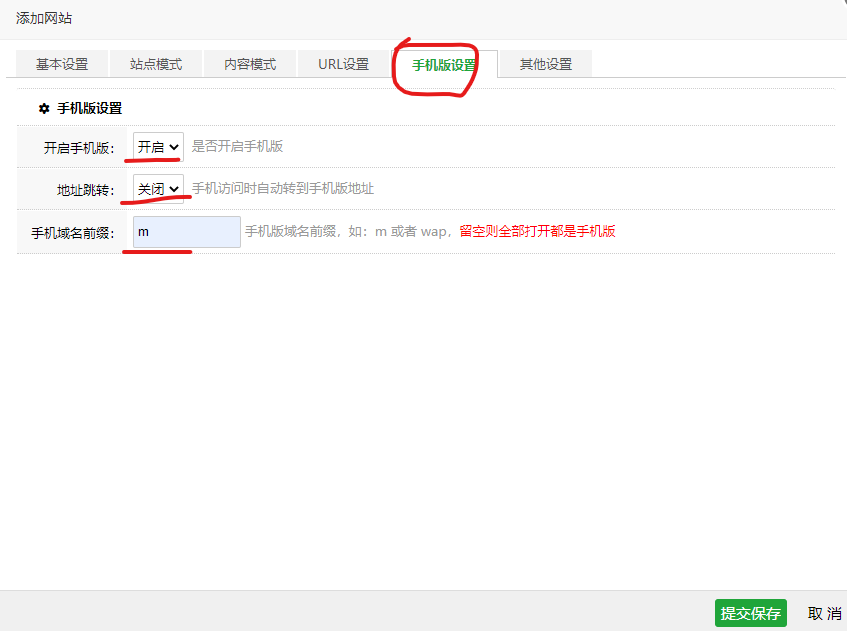 添加网站
基本设置 站点模式 内容模式 URL设置 手机版设置 其他设置
手机版设置
开启手机版： 开启 是否开启手机版
地址跳转： 关闭 手机访问时自动转到手机版地址
手机域名前缀： m 手机版域名前缀，如：m 或者 wap，留空则全部打开都是手机版
提交保存 取 消